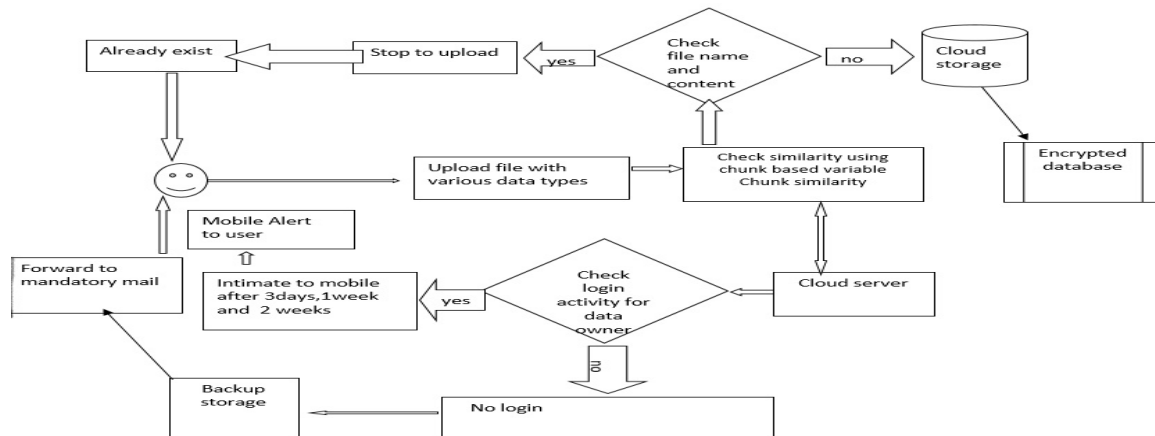 Already exist
Stop to upload
yes
Check
file name
and
content
no
Cloud
storage
Upload file with
various data types
Check similarity using
chunk based variable
Chunk similarity
Encrypted
database
Mobile Alert
to user
Forward to
mandatory mail
Intimate to mobile
after 3days,1week
and 2 weeks
yes
Check
login
activity for
data
owner
Cloud server
no
Backup
storage
No login